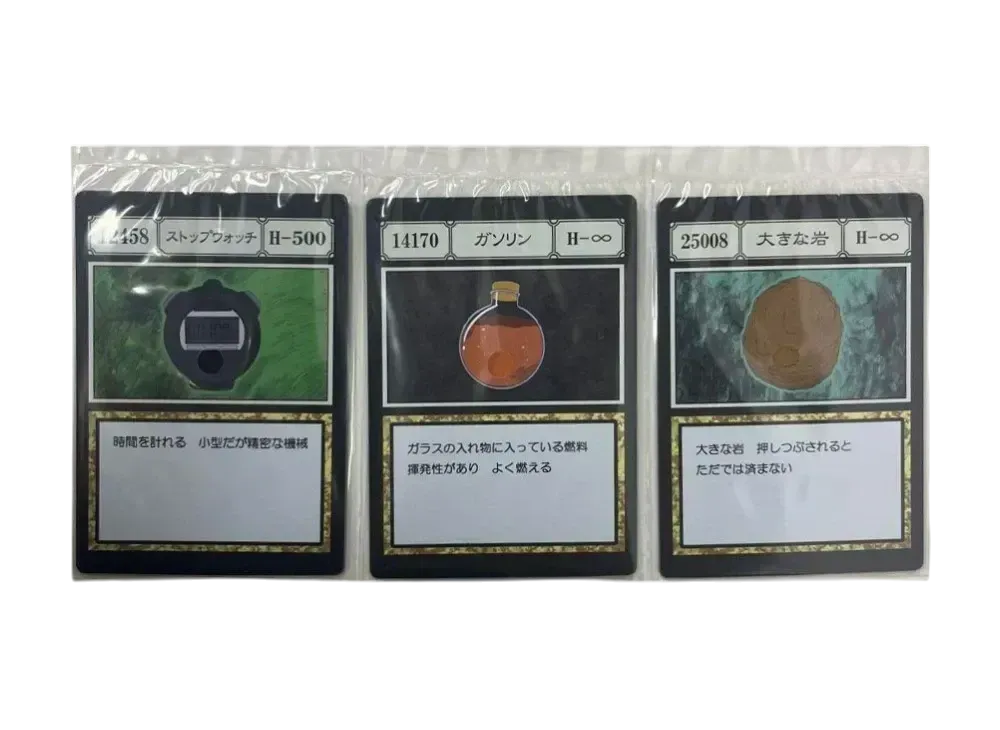 12458 ストップウォッチ H-500
時間を計れる 小型だが精密な機械
14170 ガソリン H-∞
ガラスの入れ物に入っている燃料
揮発性があり よく燃える
25008 大きな岩 H-∞
大きな岩 押しつぶされると
ただでは済まない